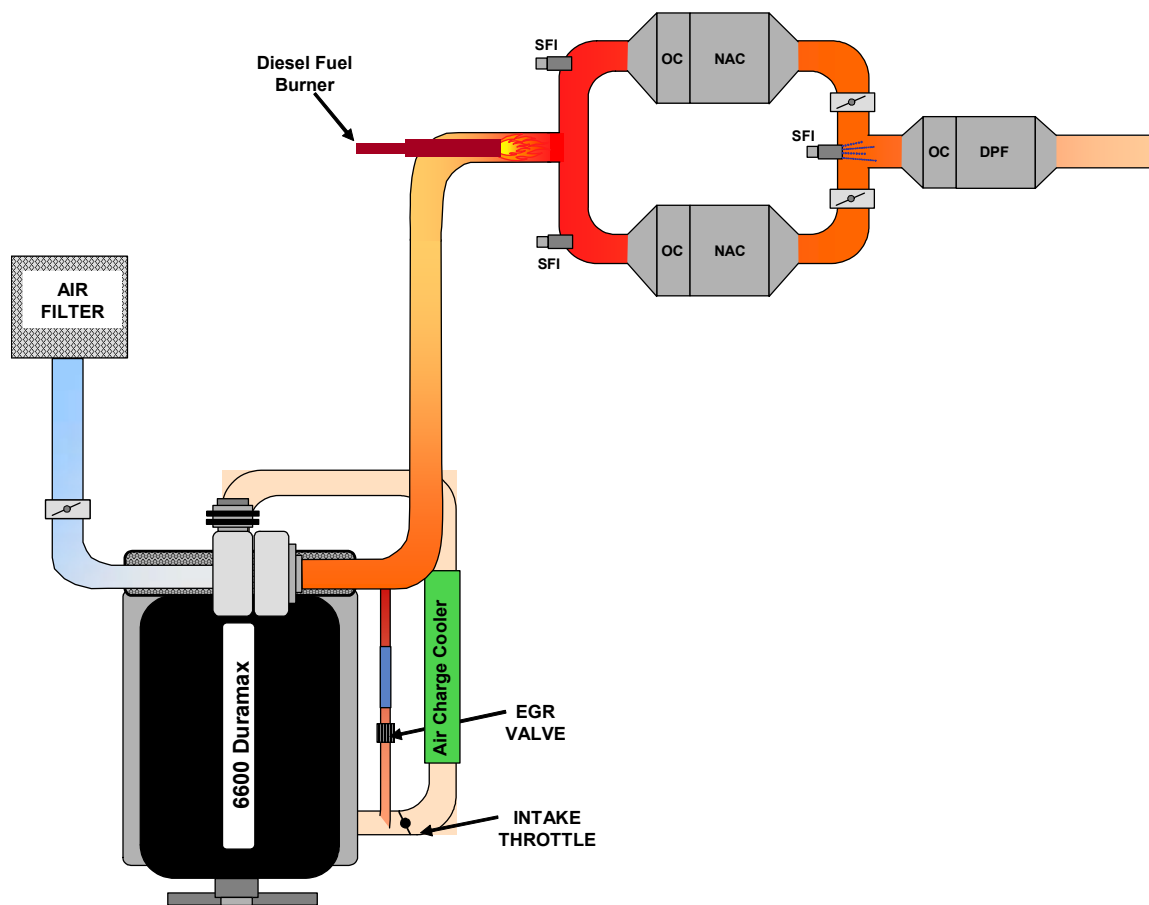 SFI
OC
NAC
Diesel Fuel
Burner
SFI
OC
DPF
SFI
OC
NAC
AIR
FILTER
6600 Duramax
Air Charge Cooler
EGR
VALVE
INTAKE
THROTTLE